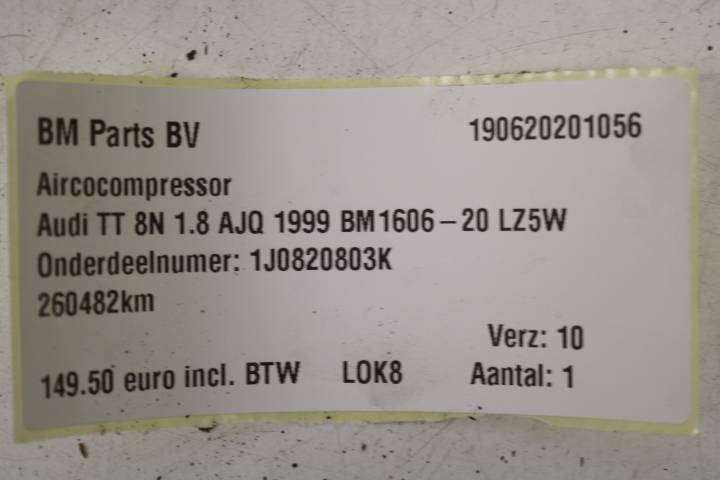 BM Parts BV 190620201056
Aircocompressor
Audi TT 8N 1.8 AJQ 1999 BM1606-20 LZ5W
Onderdeelnumer: 1J0820803K
260482km
Verz: 10
149.50 euro incl. BTW LOK8 Aantal: 1